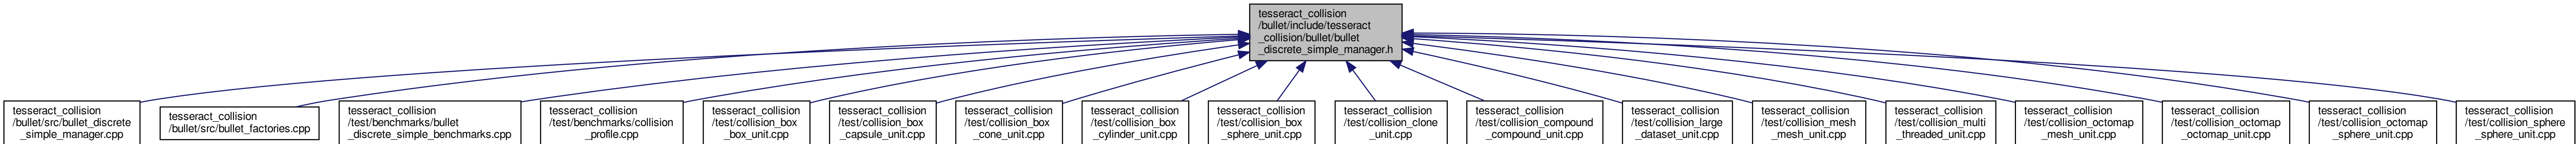 tesseract_collision
/bullet/include/tesseract
_collision/bullet/bullet
_discrete_simple_manager.h
tesseract_collision
/bullet/src/bullet_discrete
_simple_manager.cpp
tesseract_collision
/bullet/src/bullet_factories.cpp
tesseract_collision
/test/benchmarks/bullet
_discrete_simple_benchmarks.cpp
tesseract_collision
/test/benchmarks/collision
_profile.cpp
tesseract_collision
/test/collision_box
_box_unit.cpp
tesseract_collision
/test/collision_box
_capsule_unit.cpp
tesseract_collision
/test/collision_box
_cone_unit.cpp
tesseract_collision
/test/collision_box
_cylinder_unit.cpp
tesseract_collision
/test/collision_box
_sphere_unit.cpp
tesseract_collision
/test/collision_clone
_unit.cpp
tesseract_collision
/test/collision_compound
_compound_unit.cpp
tesseract_collision
/test/collision_large
_dataset_unit.cpp
tesseract_collision
/test/collision_mesh
_mesh_unit.cpp
tesseract_collision
/test/collision_multi
_threaded_unit.cpp
tesseract_collision
/test/collision_octomap
_mesh_unit.cpp
tesseract_collision
/test/collision_octomap
_octomap_unit.cpp
tesseract_collision
/test/collision_octomap
_sphere_unit.cpp
tesseract_collision
/test/collision_sphere
_sphere_unit.cpp